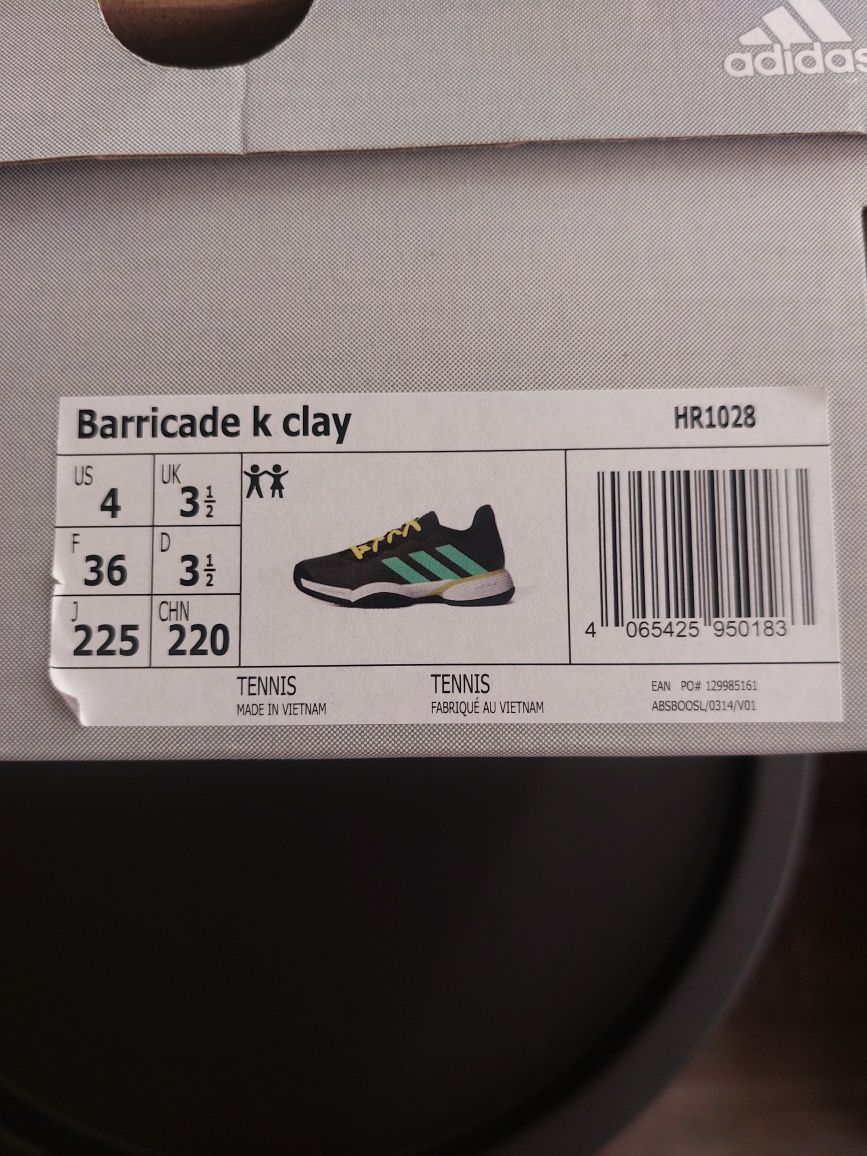 adidas
Barricade k clay HR1028
US 4 UK 3 1/2
F 36 D 3 1/2
J 225 CHN 220
4 065425 950183
TENNIS TENNIS EAN PO# 129985161
MADE IN VIETNAM FABRIQUÉ AU VIETNAM ABSBOOSL/0314/V01